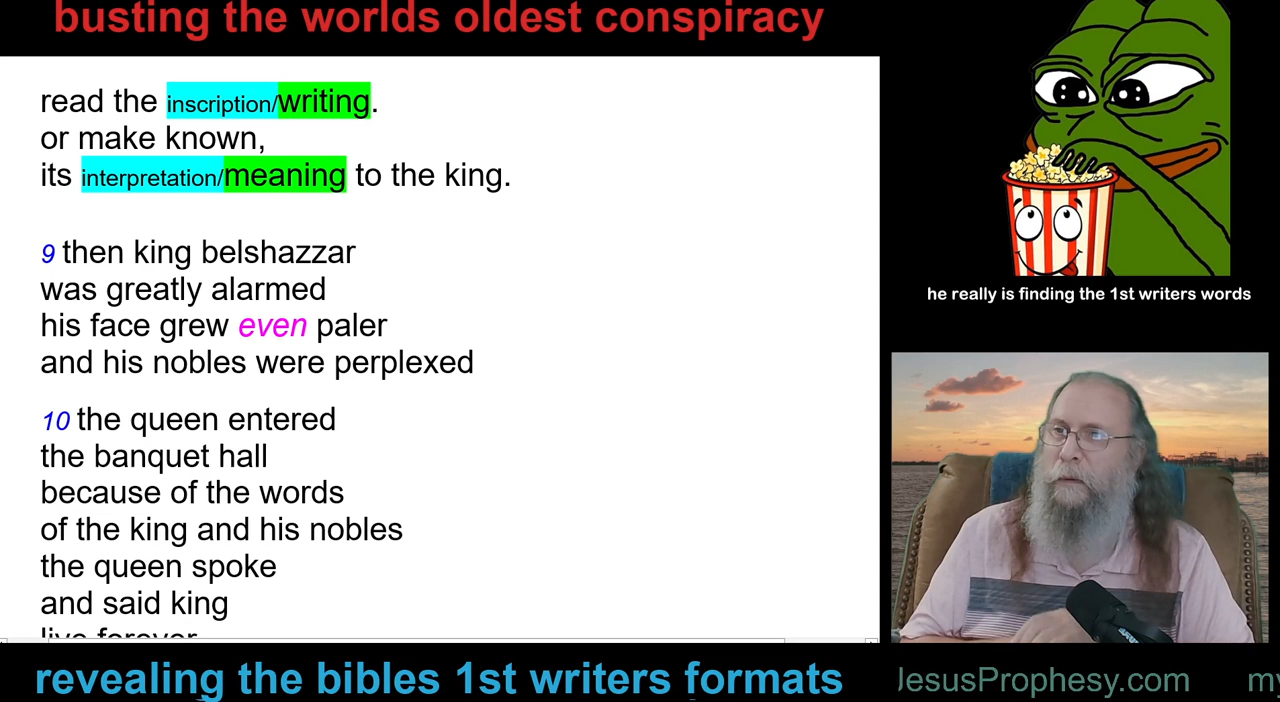 busting the worlds oldest conspiracy
read the inscription/writing.
or make known,
its interpretation/meaning to the king.
9 then king belshazzar
was greatly alarmed
his face grew even paler
and his nobles were perplexed
10 the queen entered
the banquet hall
because of the words
of the king and his nobles
the queen spoke
and said king
live forever
he really is finding the 1st writers words
revealing the bibles 1st writers formats
JesusProphesy.com my